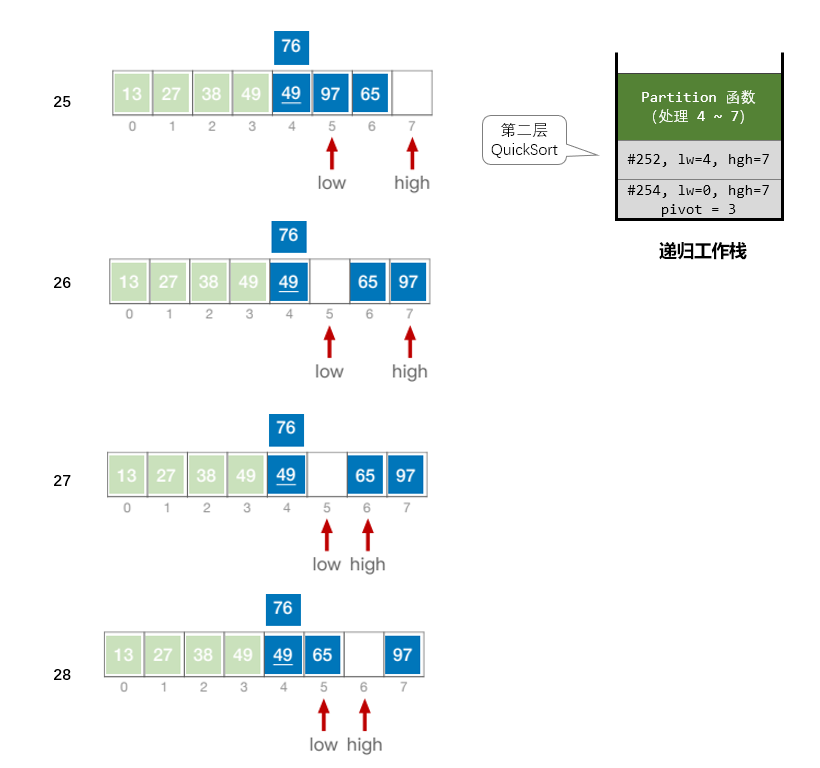 76
25
13 27 38 49 49 97 65
0 1 2 3 4 5 6 7
low high
第二层
QuickSort
Partition 函数
(处理 4 ~ 7)
#252, lw=4, hgh=7
#254, lw=0, hgh=7
pivot = 3
递归工作栈
76
26
13 27 38 49 49 65 97
0 1 2 3 4 5 6 7
low high
76
27
13 27 38 49 49 65 97
0 1 2 3 4 5 6 7
low high
76
28
13 27 38 49 49 65 97
0 1 2 3 4 5 6 7
low high